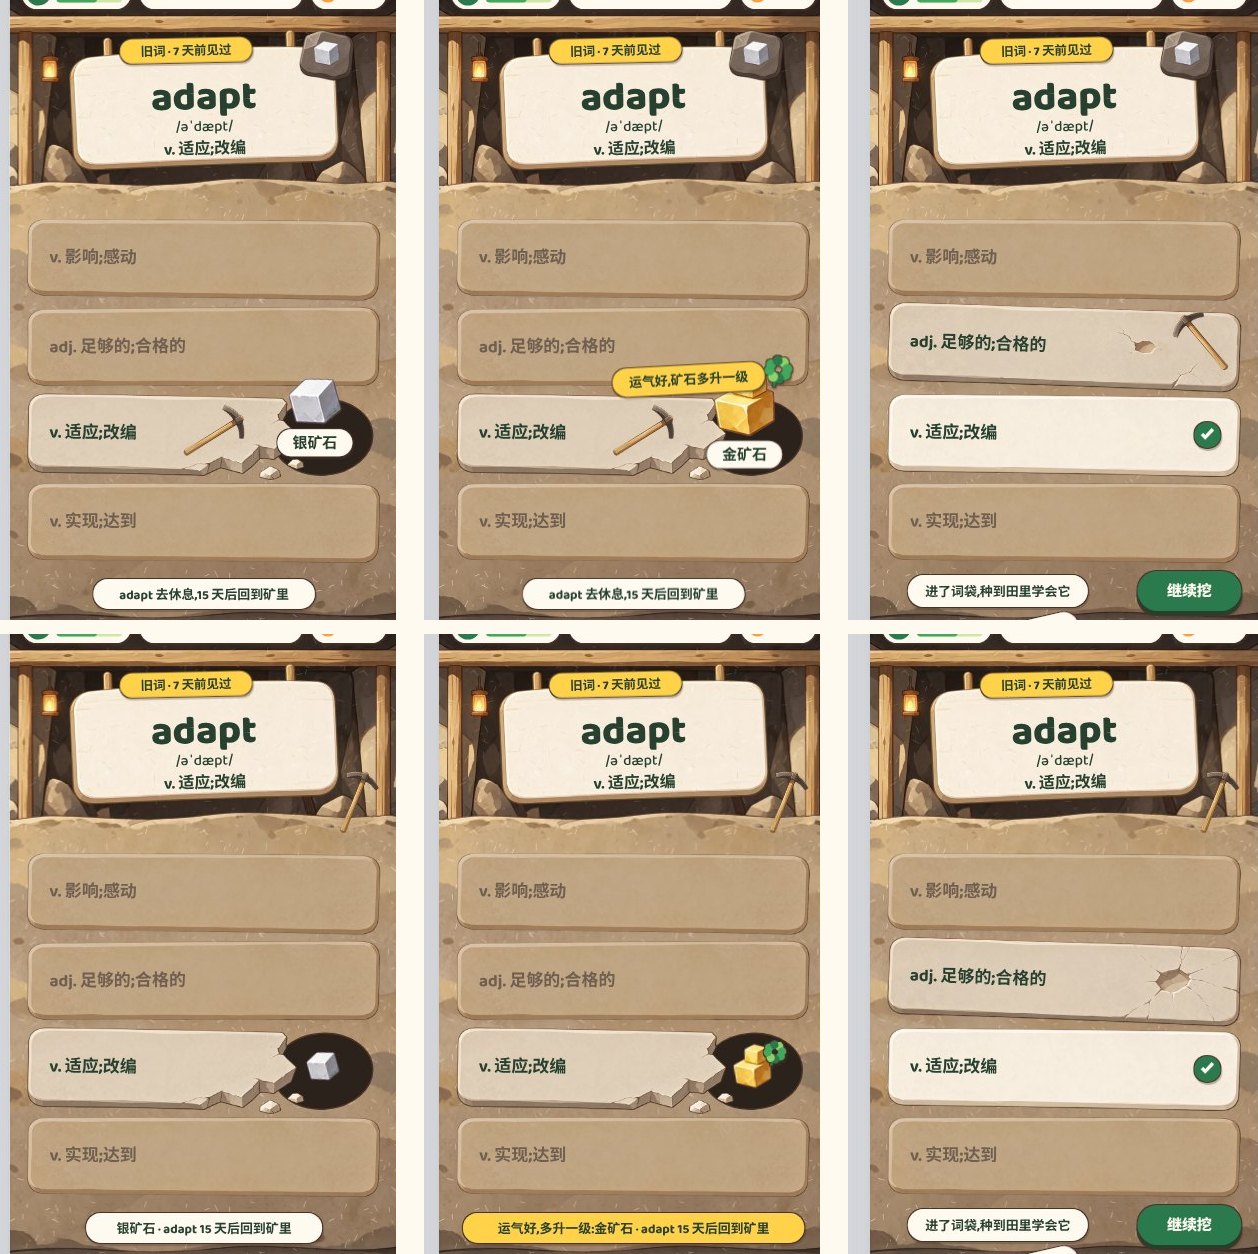 旧词·7 天前见过
adapt
/əˈdæpt/
v. 适应;改编
v. 影响;感动
adj. 足够的;合格的
v. 适应;改编
银矿石
v. 实现;达到
adapt 去休息,15 天后回到矿里
旧词·7 天前见过
adapt
/əˈdæpt/
v. 适应;改编
v. 影响;感动
adj. 足够的;合格的
运气好,矿石多升一级
v. 适应;改编
金矿石
v. 实现;达到
adapt 去休息,15 天后回到矿里
旧词·7 天前见过
adapt
/əˈdæpt/
v. 适应;改编
v. 影响;感动
adj. 足够的;合格的
v. 适应;改编
v. 实现;达到
进了词袋,种到田里学会它
继续挖
旧词·7 天前见过
adapt
/əˈdæpt/
v. 适应;改编
v. 影响;感动
adj. 足够的;合格的
v. 适应;改编
v. 实现;达到
银矿石·adapt 15 天后回到矿里
旧词·7 天前见过
adapt
/əˈdæpt/
v. 适应;改编
v. 影响;感动
adj. 足够的;合格的
v. 适应;改编
v. 实现;达到
运气好,多升一级:金矿石·adapt 15 天后回到矿里
旧词·7 天前见过
adapt
/əˈdæpt/
v. 适应;改编
v. 影响;感动
adj. 足够的;合格的
v. 适应;改编
v. 实现;达到
进了词袋,种到田里学会它
继续挖